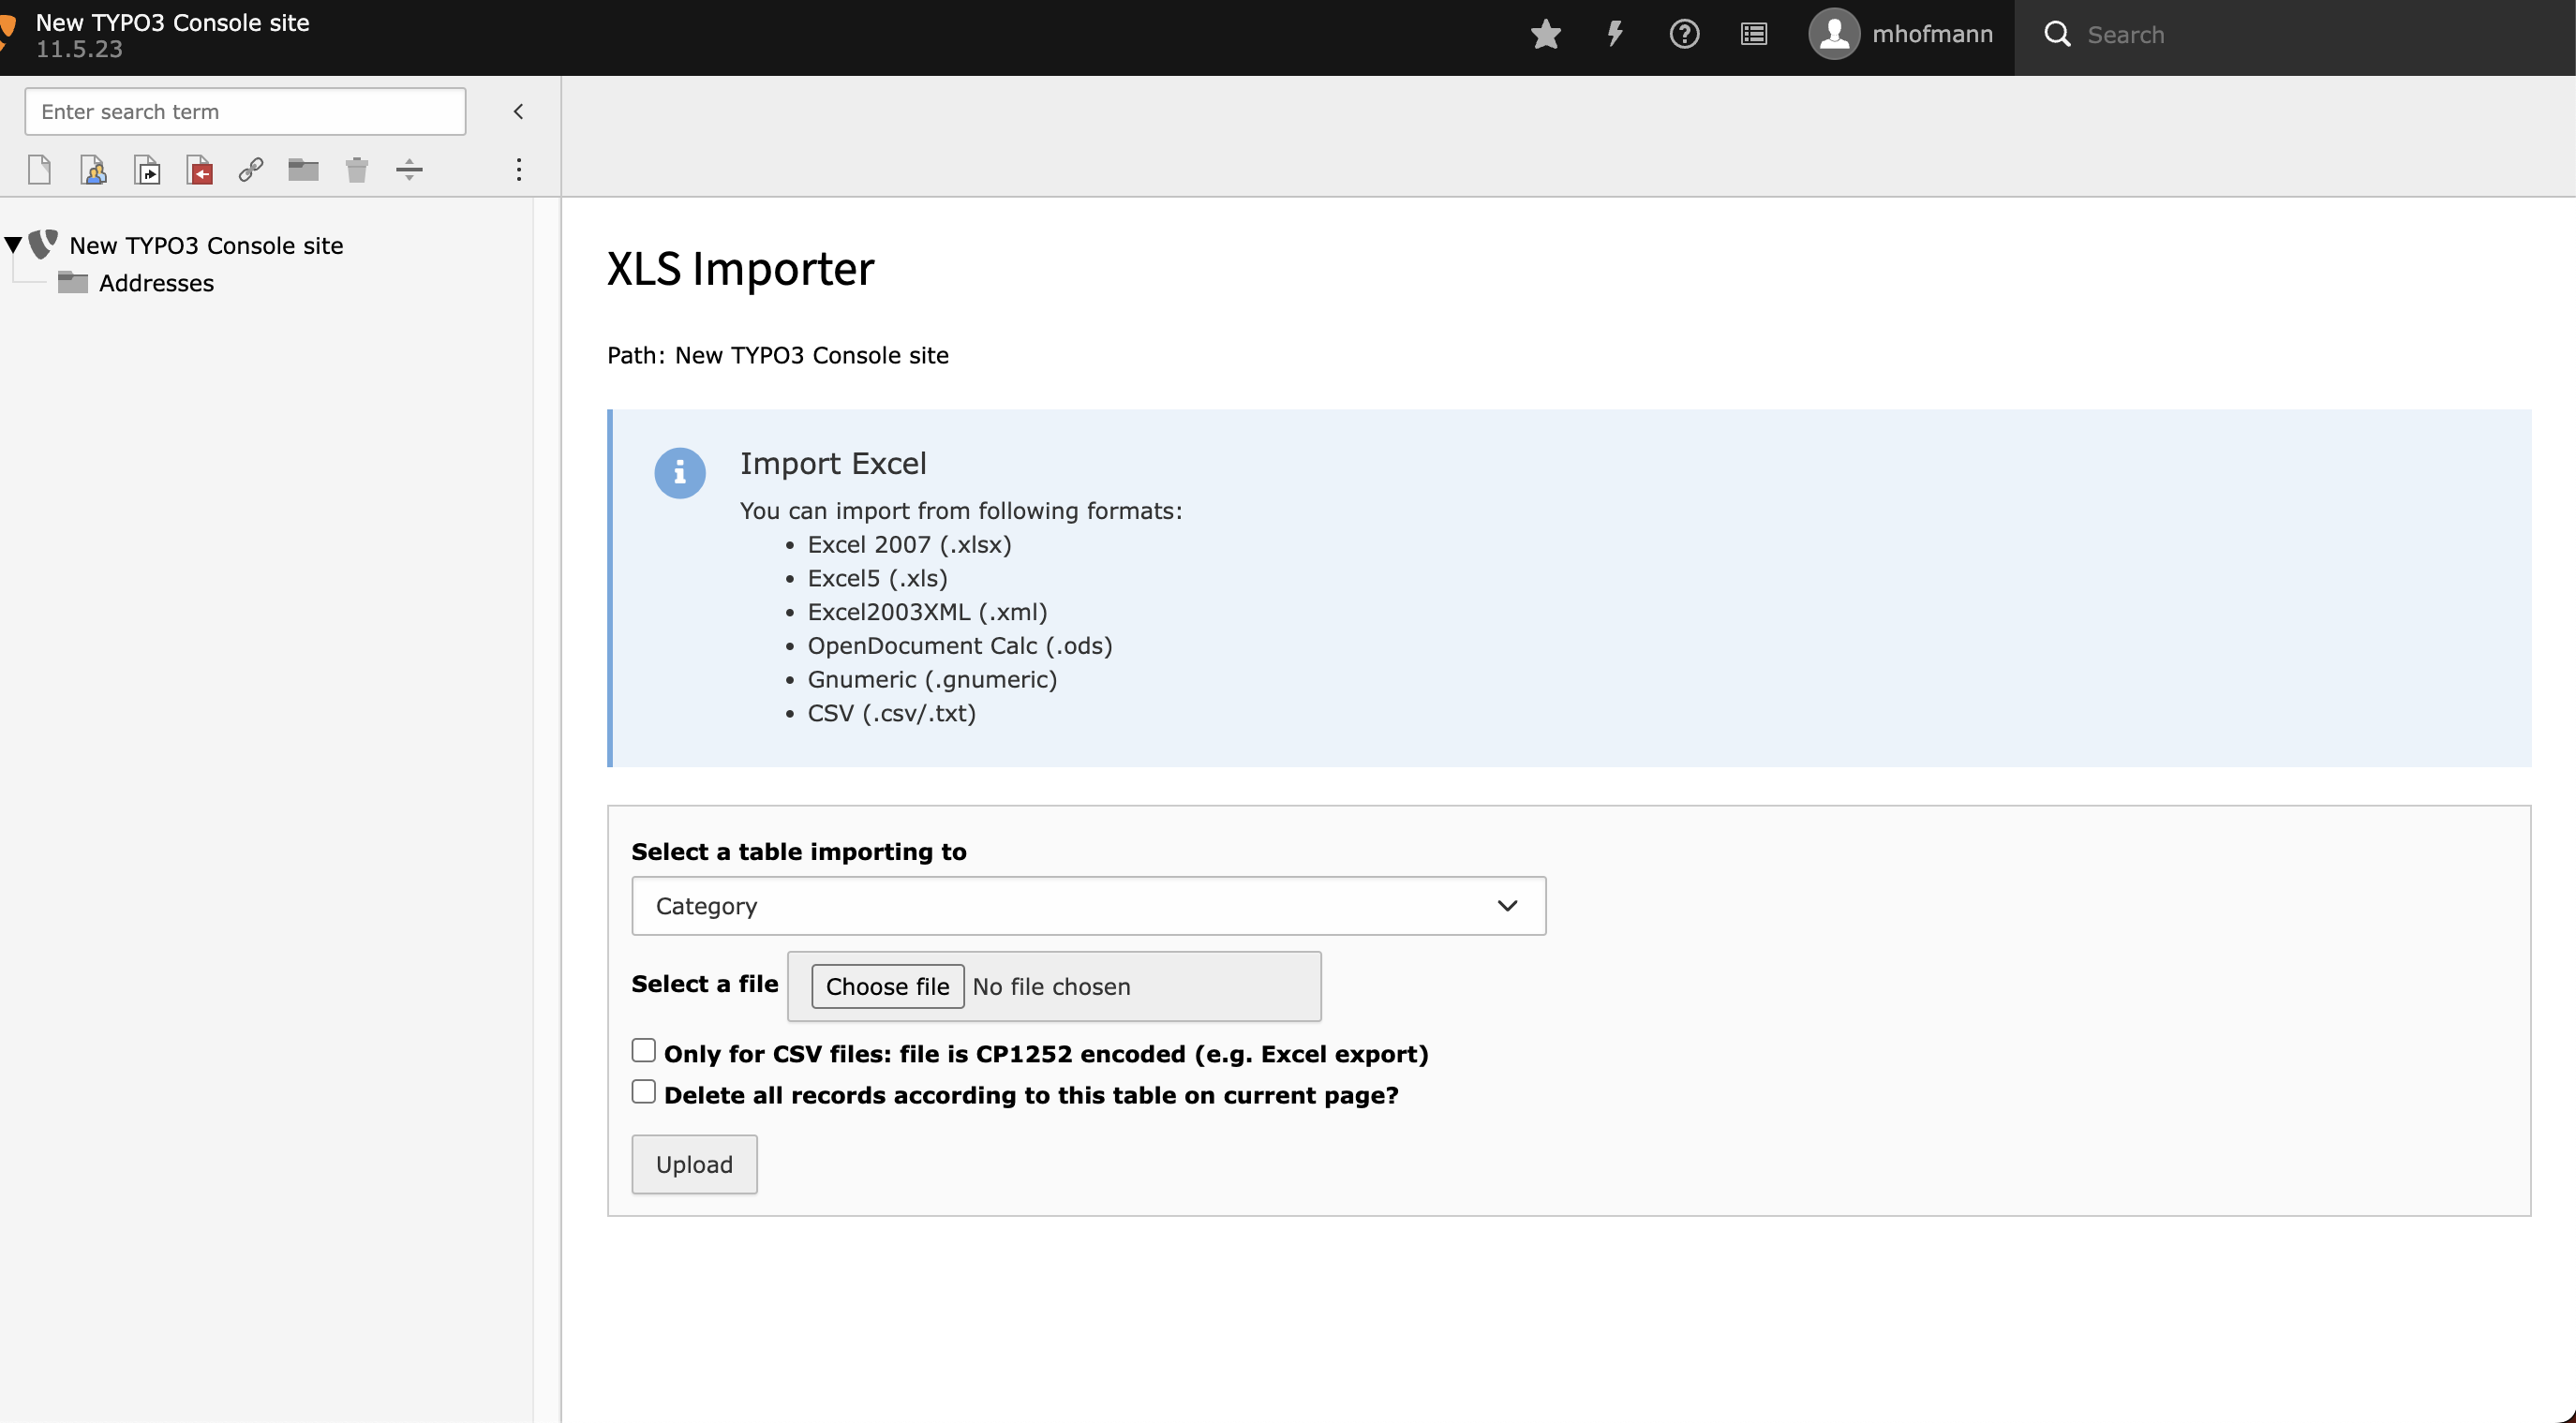 New TYPO3 Console site
11.5.23
mhofmann
Search
Enter search term
New TYPO3 Console site
Addresses
XLS Importer
Path: New TYPO3 Console site
Import Excel
You can import from following formats:
• Excel 2007 (.xlsx)
• Excel5 (.xls)
• Excel2003XML (.xml)
• OpenDocument Calc (.ods)
• Gnumeric (.gnumeric)
• CSV (.csv/.txt)
Select a table importing to
Category
Select a file Choose file No file chosen
Only for CSV files: file is CP1252 encoded (e.g. Excel export)
Delete all records according to this table on current page?
Upload